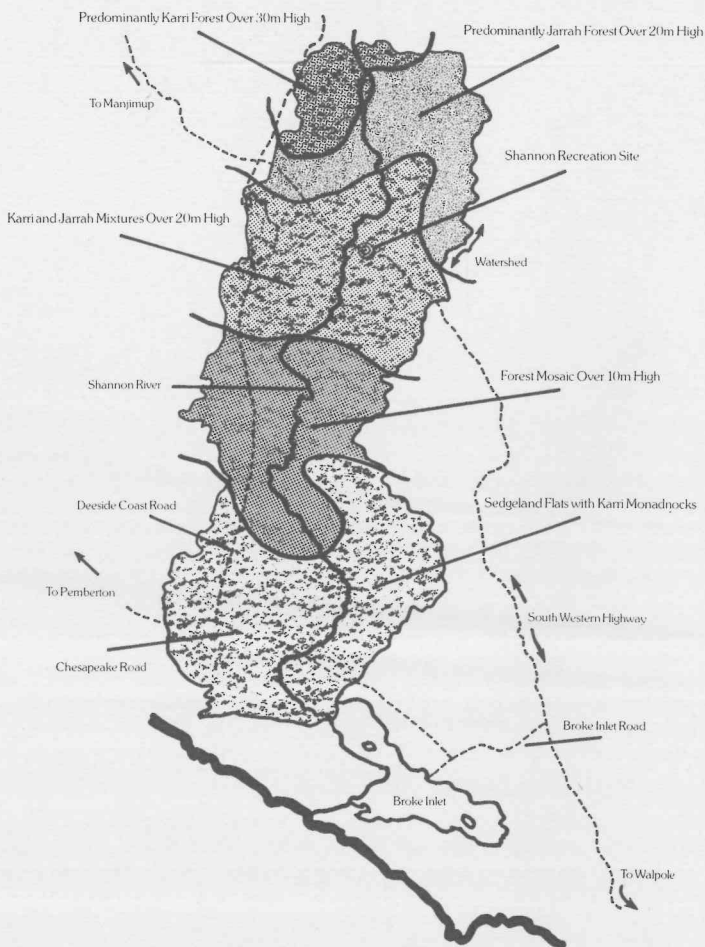 Predominantly Karri Forest Over 30m High
Predominantly Jarrah Forest Over 20m High
To Manjimup
Shannon Recreation Site
Karri and Jarrah Mixtures Over 20m High
Watershed
Shannon River
Forest Mosaic Over 10m High
Deeside Coast Road
Sedgeland Flats with Karri Monadnocks
To Pemberton
South Western Highway
Chesapeake Road
Broke Inlet Road
Broke Inlet
To Walpole